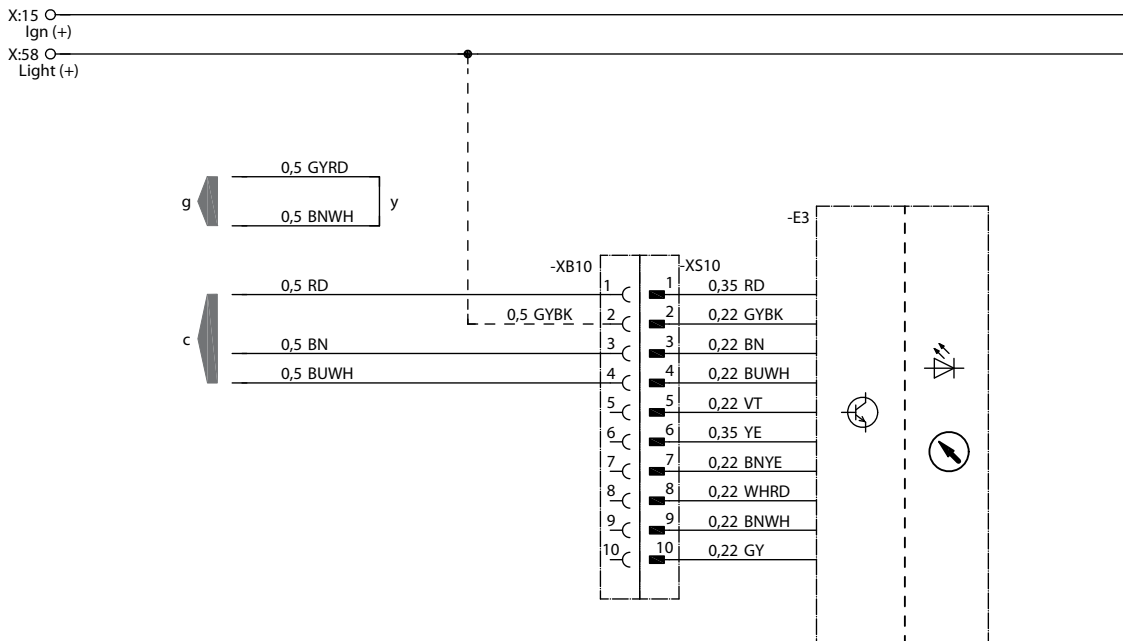 X:15
Ign (+)
X:58
Light (+)
0,5 GYRD
g
y
0,5 BNWH
-E3
-XB10
-XS10
0,5 RD
1
1
0,35 RD
0,5 GYBK
2
2
0,22 GYBK
c
0,5 BN
3
3
0,22 BN
0,5 BUWH
4
4
0,22 BUWH
5
5
0,22 VT
6
6
0,35 YE
7
7
0,22 BNYE
8
8
0,22 WHRD
9
9
0,22 BNWH
10
10
0,22 GY